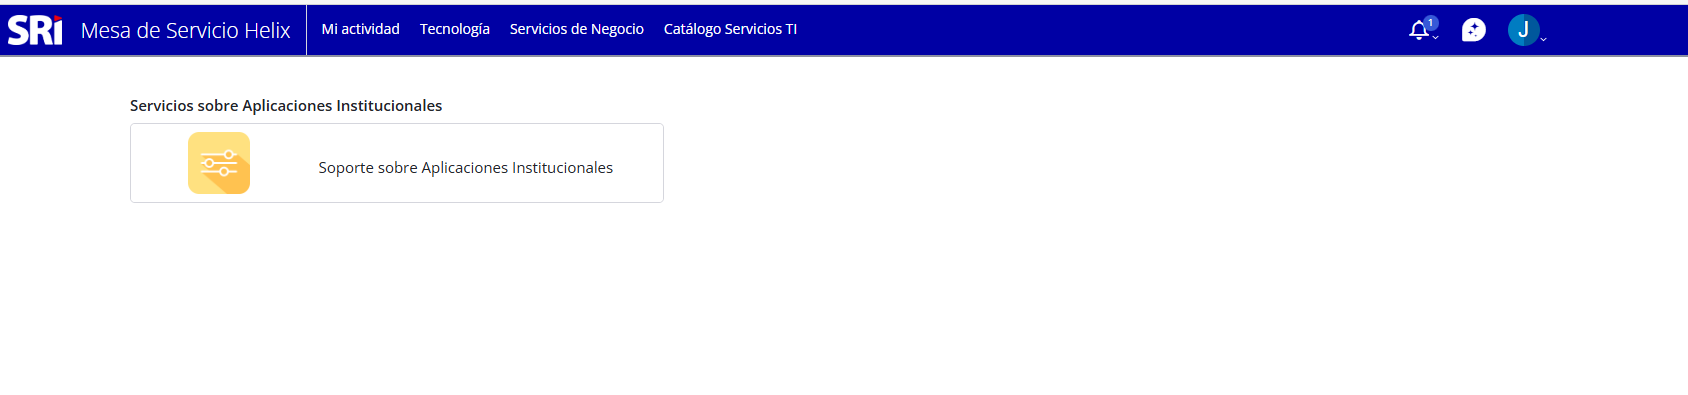 SRi Mesa de Servicio Helix Mi actividad Tecnología Servicios de Negocio Catálogo Servicios TI 1 J
Servicios sobre Aplicaciones Institucionales
Soporte sobre Aplicaciones Institucionales